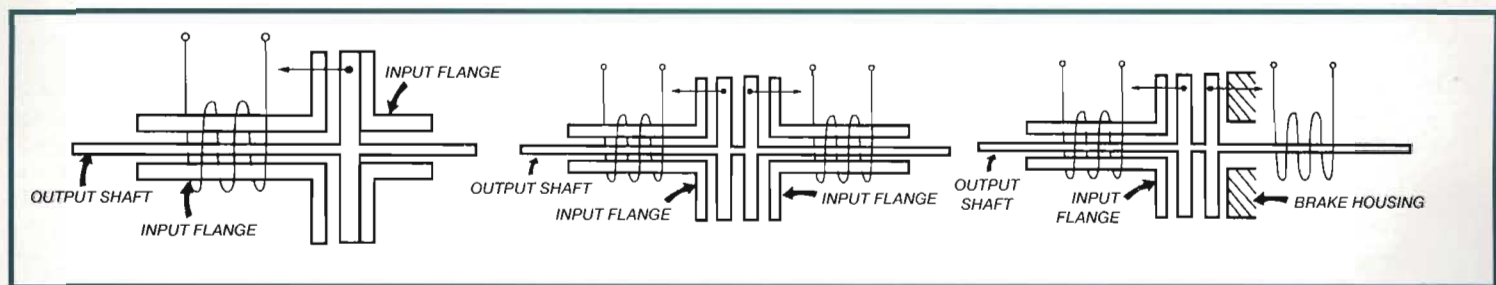 INPUT FLANGE
OUTPUT SHAFT
INPUT FLANGE
OUTPUT SHAFT
INPUT FLANGE
INPUT FLANGE
OUTPUT
SHAFT
INPUT
FLANGE
BRAKE HOUSING